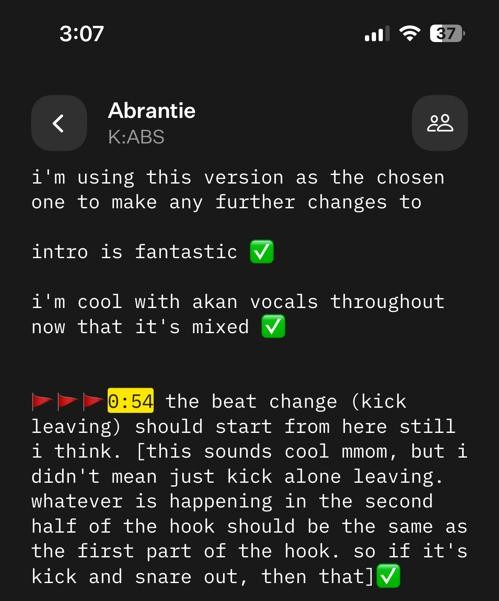 3:07
37
Abrantie
K:ABS
i'm using this version as the chosen
one to make any further changes to
intro is fantastic ✅
i'm cool with akan vocals throughout
now that it's mixed ✅
🚩🚩🚩0:54 the beat change (kick
leaving) should start from here still
i think. [this sounds cool mmom, but i
didn't mean just kick alone leaving.
whatever is happening in the second
half of the hook should be the same as
the first part of the hook. so if it's
kick and snare out, then that]✅